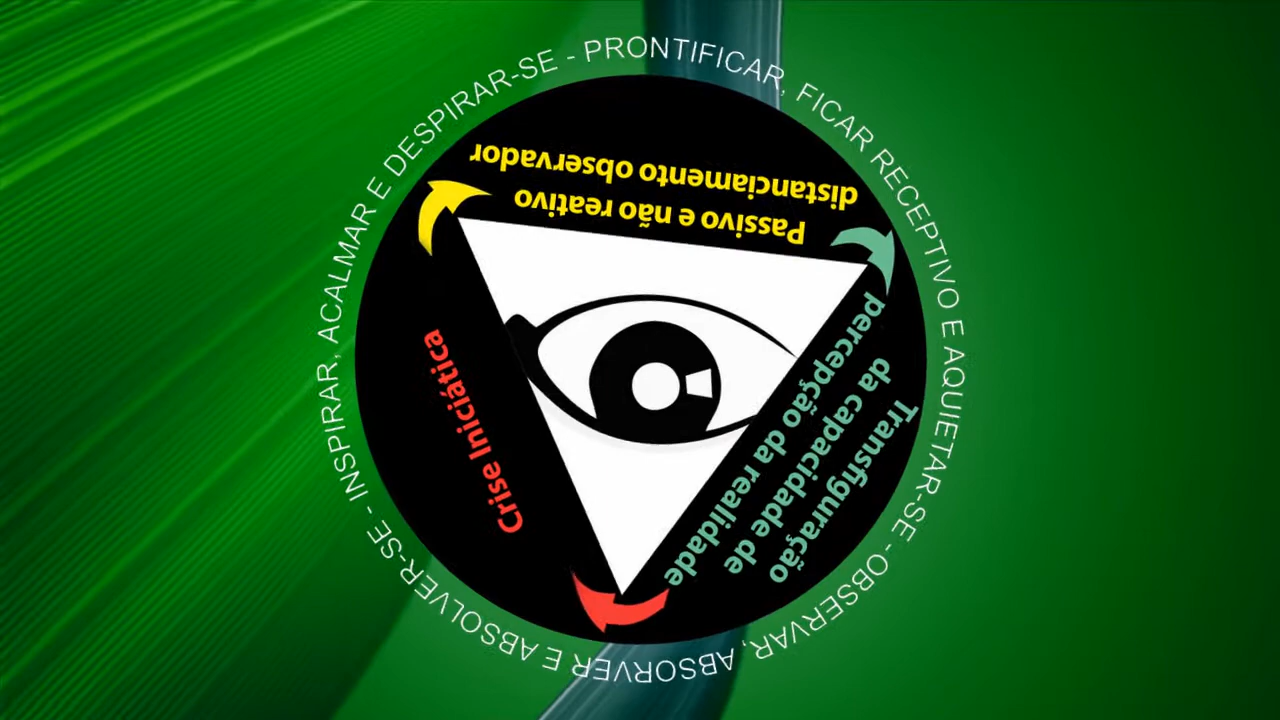 INSPIRAR, ACALMAR E DESPIRAR-SE - PRONTIFICAR, FICAR RECEPTIVO E AQUIETAR-SE - OBSERVAR, ABSORVER E ABSOLVER-SE -
Passivo e não reativo
distanciamento observador
Transfiguração
da capacidade de
percepção da realidade
Crise Iniciática